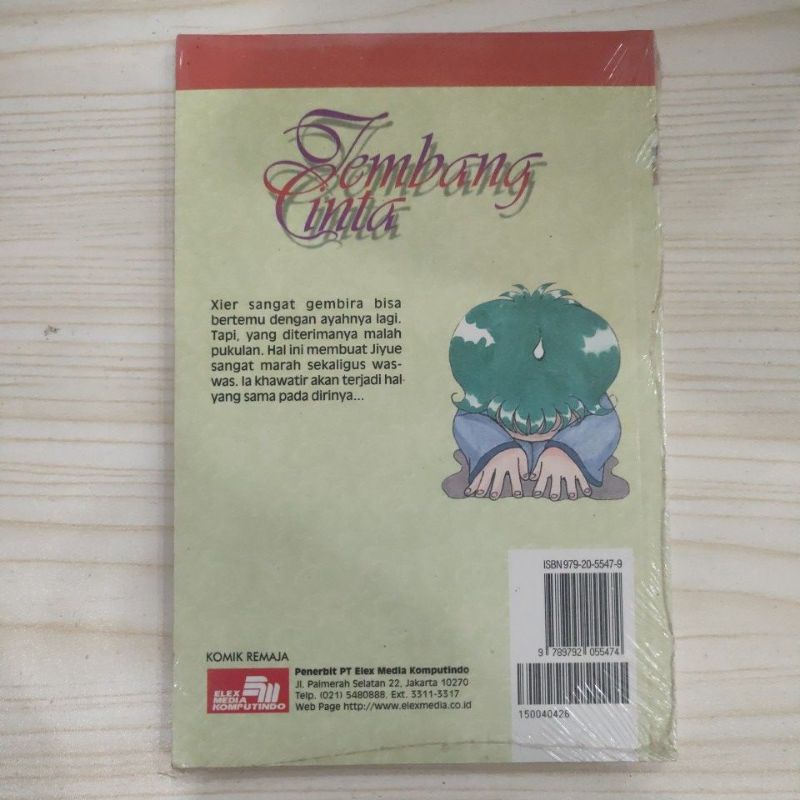 Tembang
Cinta
Xier sangat gembira bisa
bertemu dengan ayahnya lagi.
Tapi, yang diterimanya malah
pukulan. Hal ini membuat Jiyue
sangat marah sekaligus was-
was. Ia khawatir akan terjadi hal
yang sama pada dirinya...
ISBN 979-20-5547-9
9 789792 055474
150040426
KOMIK REMAJA
ELEX
MEDIA
KOMPUTINDO
Penerbit PT Elex Media Komputindo
Jl. Palmerah Selatan 22, Jakarta 10270
Telp. (021) 5480888, Ext. 3311-3317
Web Page http://www.elexmedia.co.id